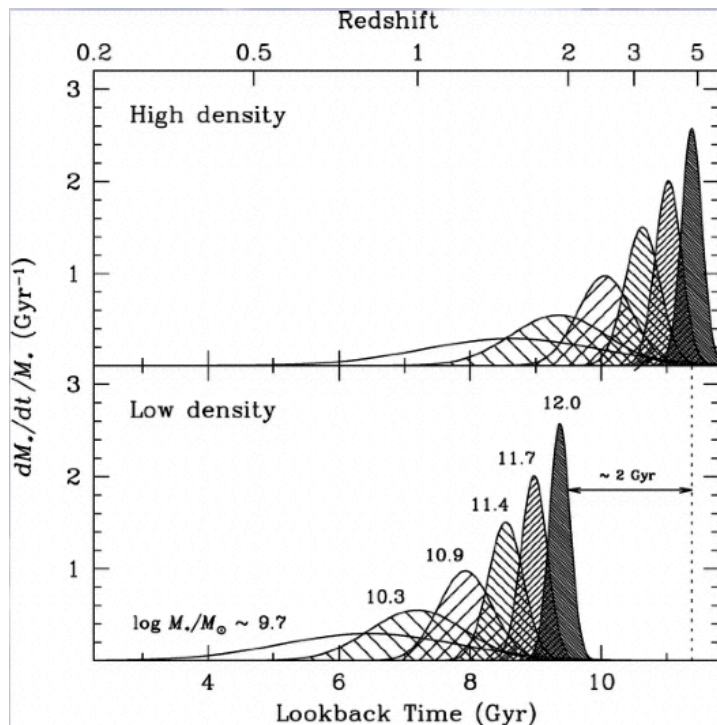 Redshift
0.2 0.5 1 2 3 5
High density
3
2
1
Low density
3
2
1
12.0
11.7
11.4
10.9
10.3
~ 2 Gyr
log M⋆/M⊙ ~ 9.7
dM⋆/dt/M⋆ (Gyr⁻¹)
4 6 8 10
Lookback Time (Gyr)